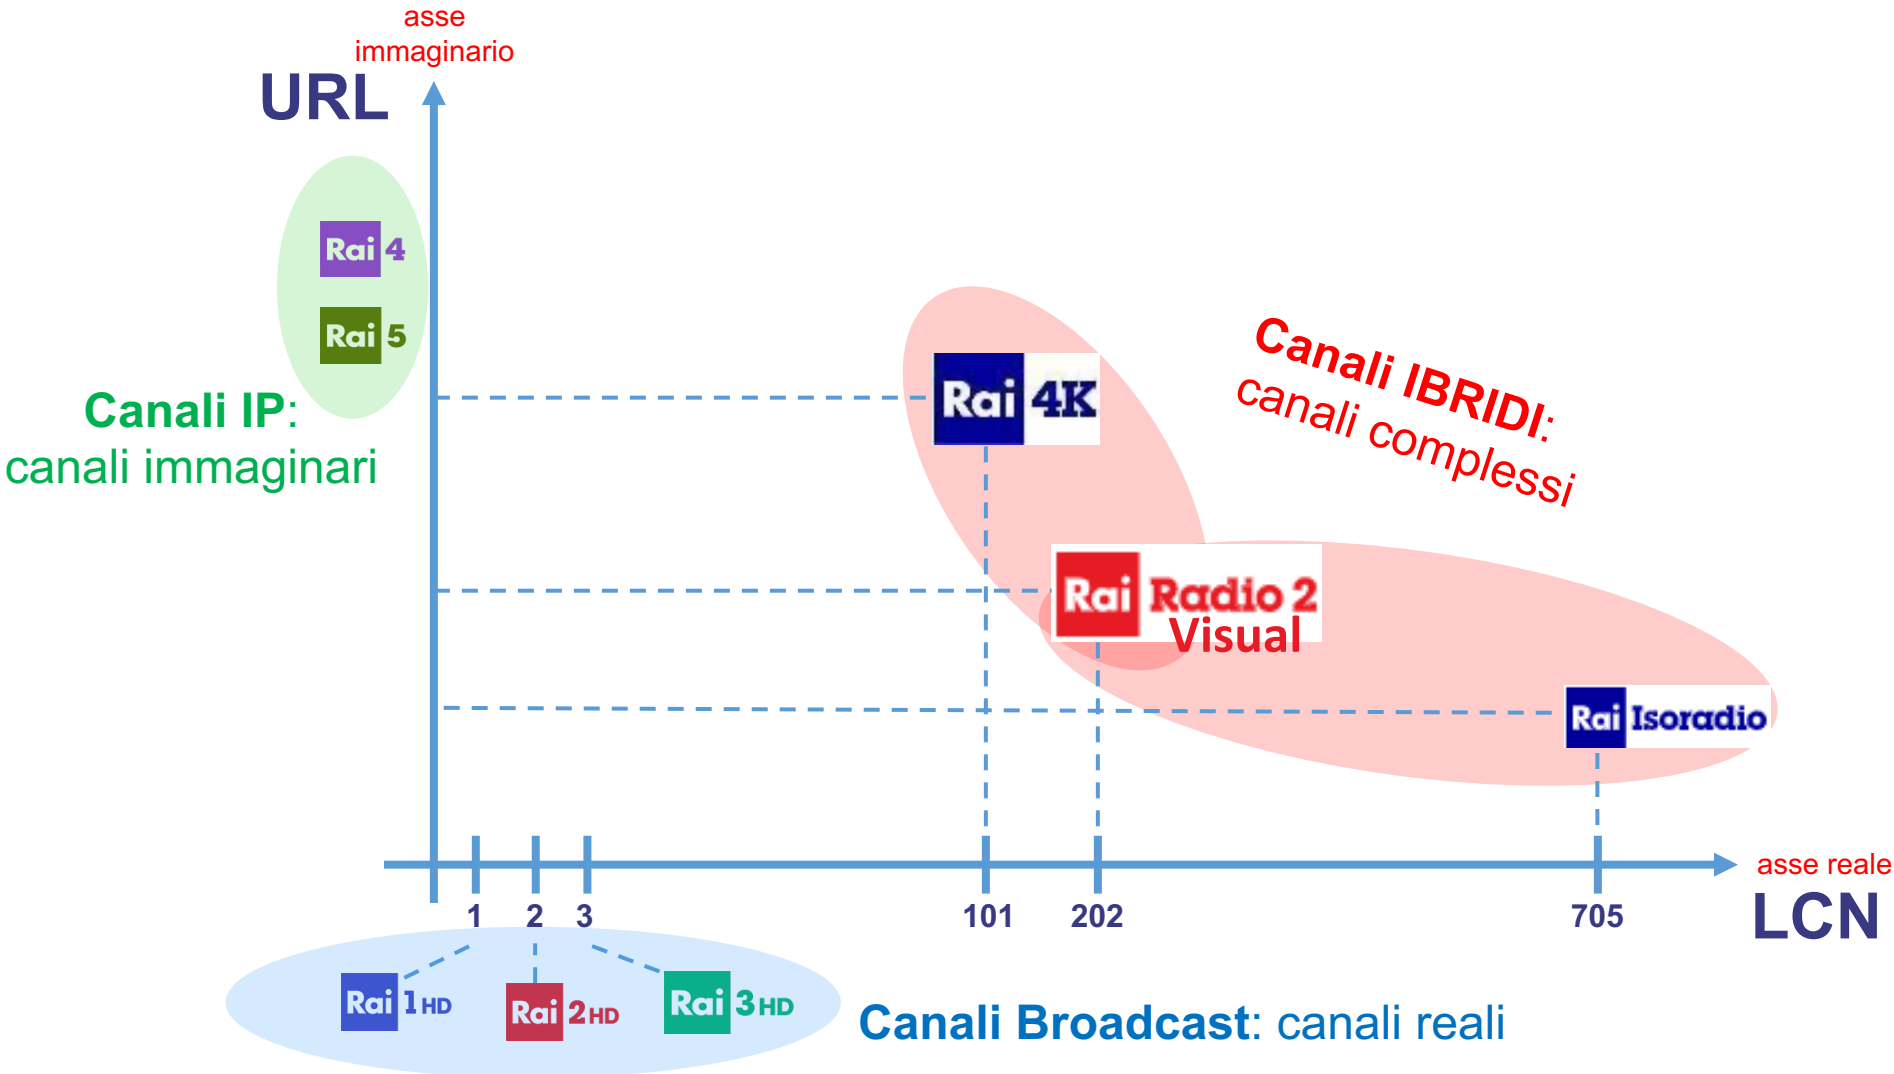 asse
immaginario
URL
Rai 4
Rai 5
Canali IP:
canali immaginari
Rai 4K
Canali IBRIDI:
canali complessi
Rai Radio 2
Visual
Rai Isoradio
asse reale
LCN
1 2 3 101 202 705
Rai 1 HD
Rai 2 HD
Rai 3 HD
Canali Broadcast: canali reali